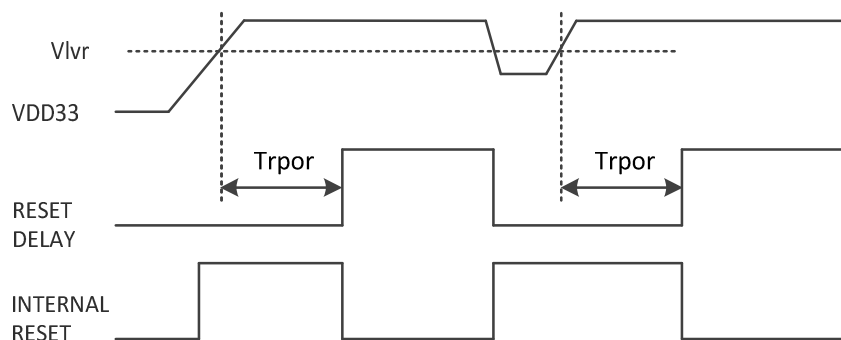 Vlvr
VDD33
Trpor
Trpor
RESET
DELAY
INTERNAL
RESET